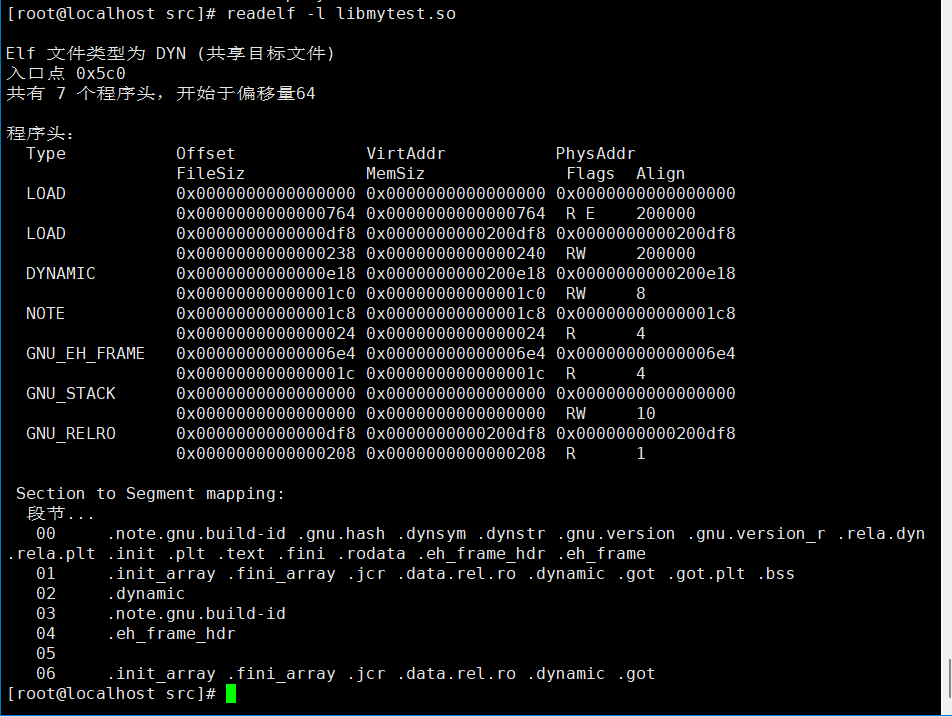 [root@localhost src]# readelf -l libmytest.so

Elf 文件类型为 DYN (共享目标文件)
入口点 0x5c0
共有 7 个程序头，开始于偏移量64

程序头：
  Type           Offset             VirtAddr           PhysAddr
                 FileSiz            MemSiz              Flags  Align
  LOAD           0x0000000000000000 0x0000000000000000 0x0000000000000000
                 0x0000000000000764 0x0000000000000764  R E    200000
  LOAD           0x0000000000000df8 0x0000000000200df8 0x0000000000200df8
                 0x0000000000000238 0x0000000000000240  RW     200000
  DYNAMIC        0x0000000000000e18 0x0000000000200e18 0x0000000000200e18
                 0x00000000000001c0 0x00000000000001c0  RW     8
  NOTE           0x00000000000001c8 0x00000000000001c8 0x00000000000001c8
                 0x0000000000000024 0x0000000000000024  R      4
  GNU_EH_FRAME   0x00000000000006e4 0x00000000000006e4 0x00000000000006e4
                 0x000000000000001c 0x000000000000001c  R      4
  GNU_STACK      0x0000000000000000 0x0000000000000000 0x0000000000000000
                 0x0000000000000000 0x0000000000000000  RW     10
  GNU_RELRO      0x0000000000000df8 0x0000000000200df8 0x0000000000200df8
                 0x0000000000000208 0x0000000000000208  R      1

 Section to Segment mapping:
  段节...
   00     .note.gnu.build-id .gnu.hash .dynsym .dynstr .gnu.version .gnu.version_r .rela.dyn
.rela.plt .init .plt .text .fini .rodata .eh_frame_hdr .eh_frame
   01     .init_array .fini_array .jcr .data.rel.ro .dynamic .got .got.plt .bss
   02     .dynamic
   03     .note.gnu.build-id
   04     .eh_frame_hdr
   05
   06     .init_array .fini_array .jcr .data.rel.ro .dynamic .got
[root@localhost src]#